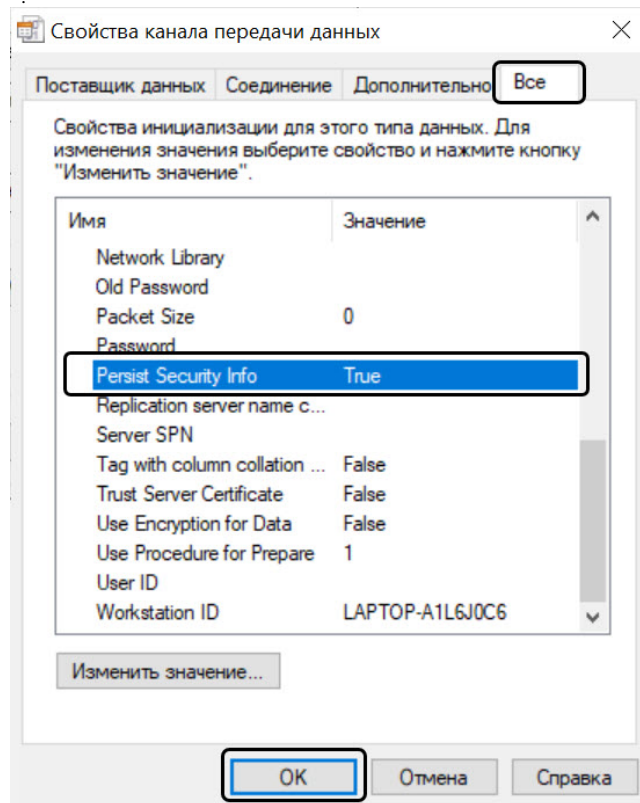 Свойства канала передачи данных
Поставщик данных Соединение Дополнительно Все
Свойства инициализации для этого типа данных. Для
изменения значения выберите свойство и нажмите кнопку
"Изменить значение".
Имя Значение
Network Library
Old Password
Packet Size 0
Password
Persist Security Info True
Replication server name c...
Server SPN
Tag with column collation ... False
Trust Server Certificate False
Use Encryption for Data False
Use Procedure for Prepare 1
User ID
Workstation ID LAPTOP-A1L6J0C6
Изменить значение...
ОК Отмена Справка